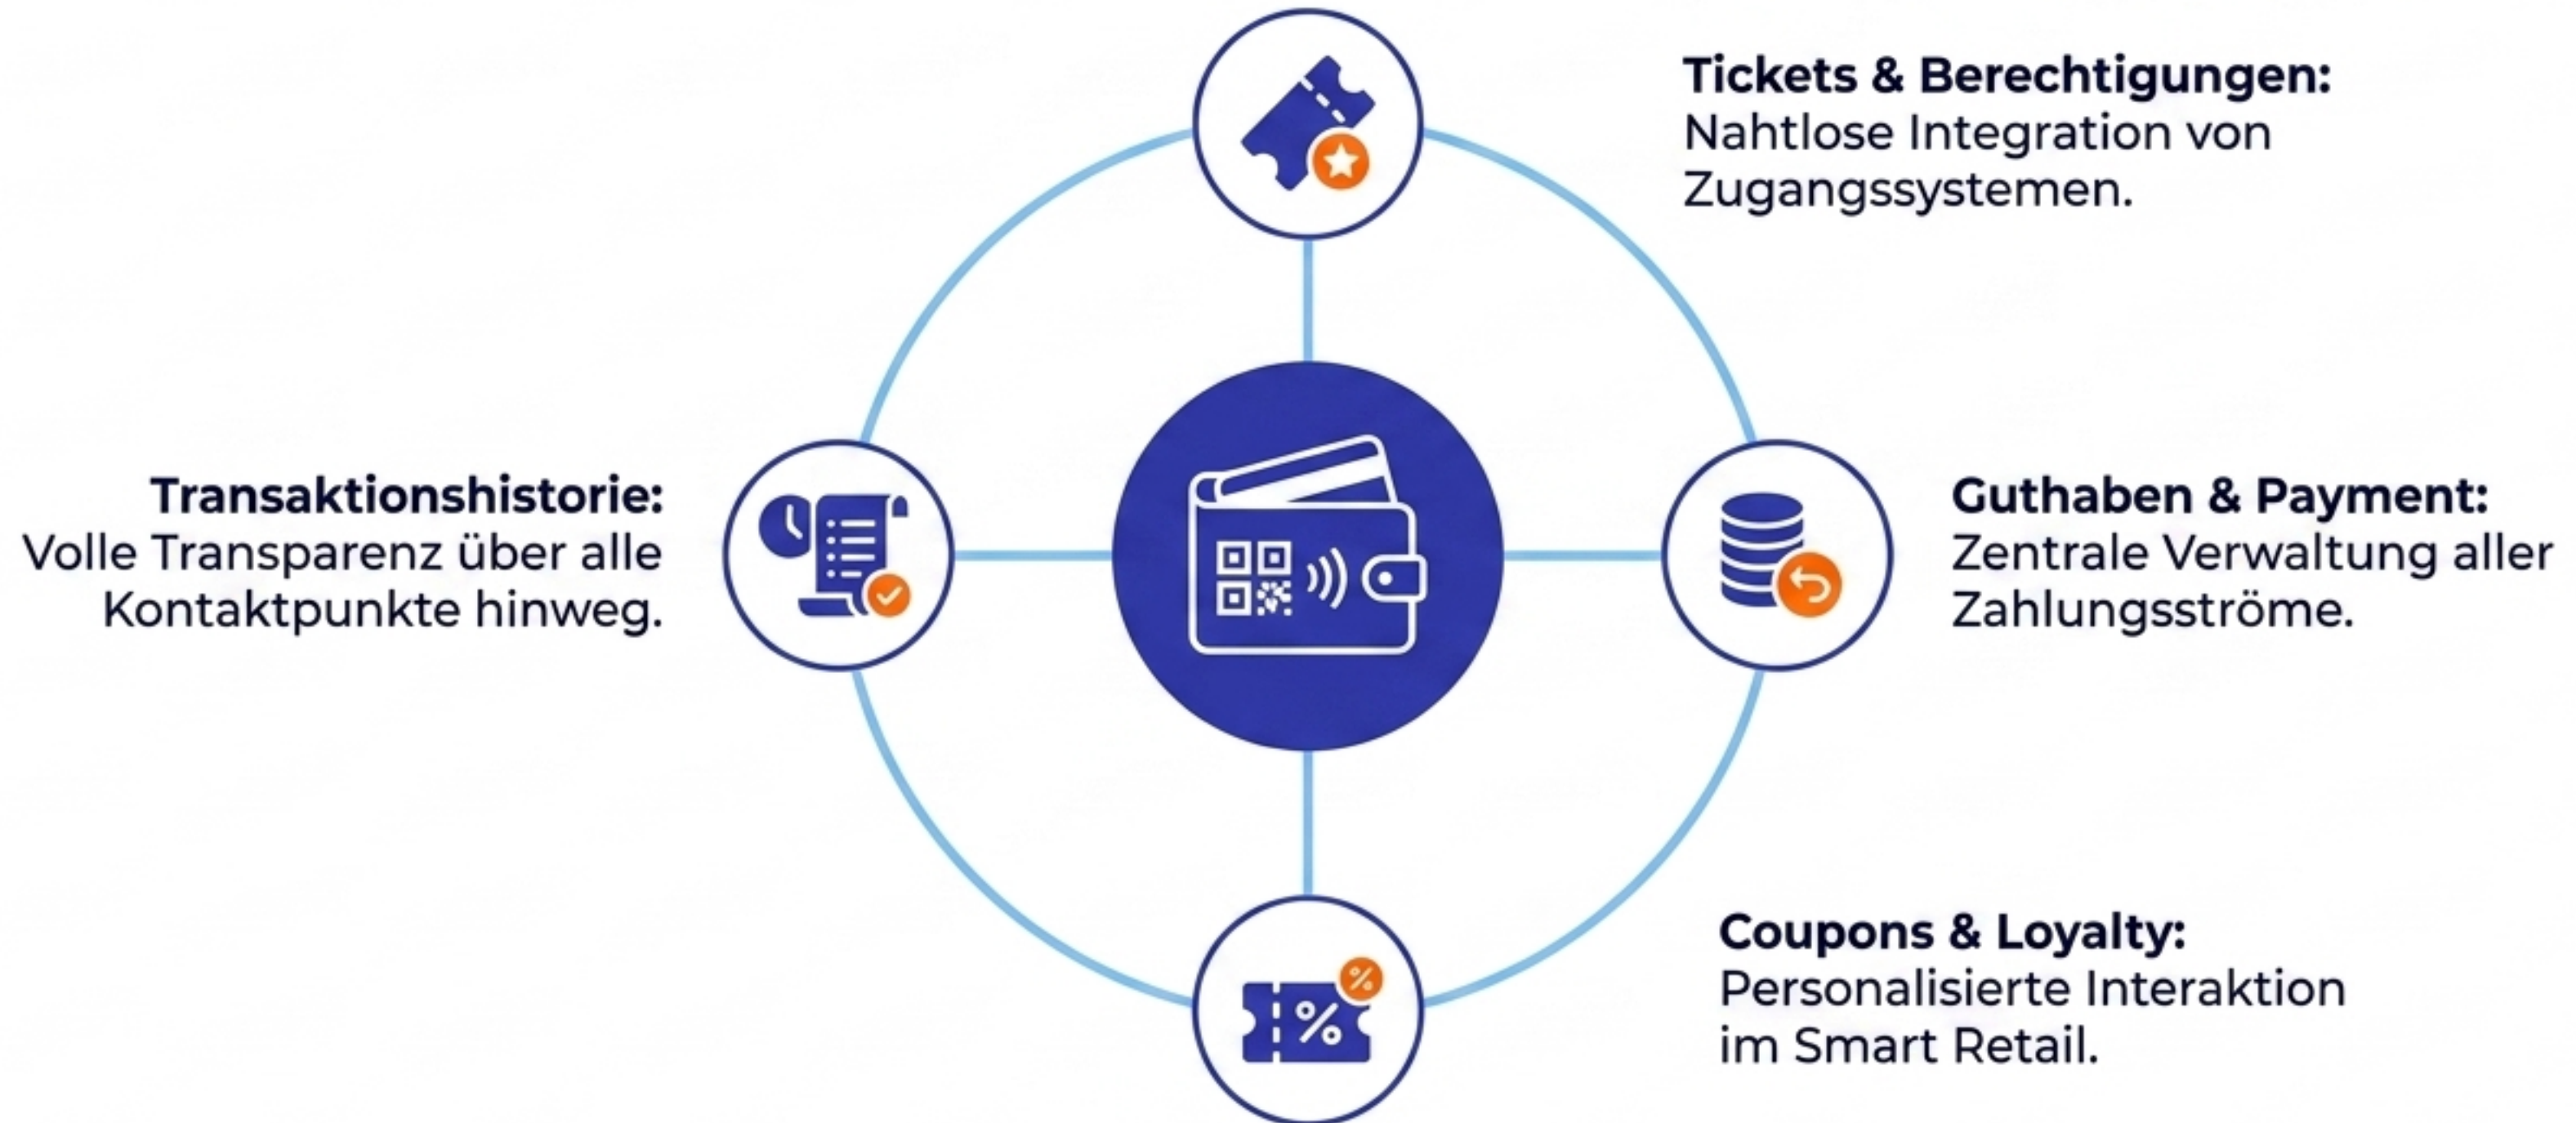 Tickets & Berechtigungen:
Nahtlose Integration von
Zugangssystemen.
Transaktionshistorie:
Volle Transparenz über alle
Kontaktpunkte hinweg.
Guthaben & Payment:
Zentrale Verwaltung aller
Zahlungsströme.
%
%
Coupons & Loyalty:
Personalisierte Interaktion
im Smart Retail.